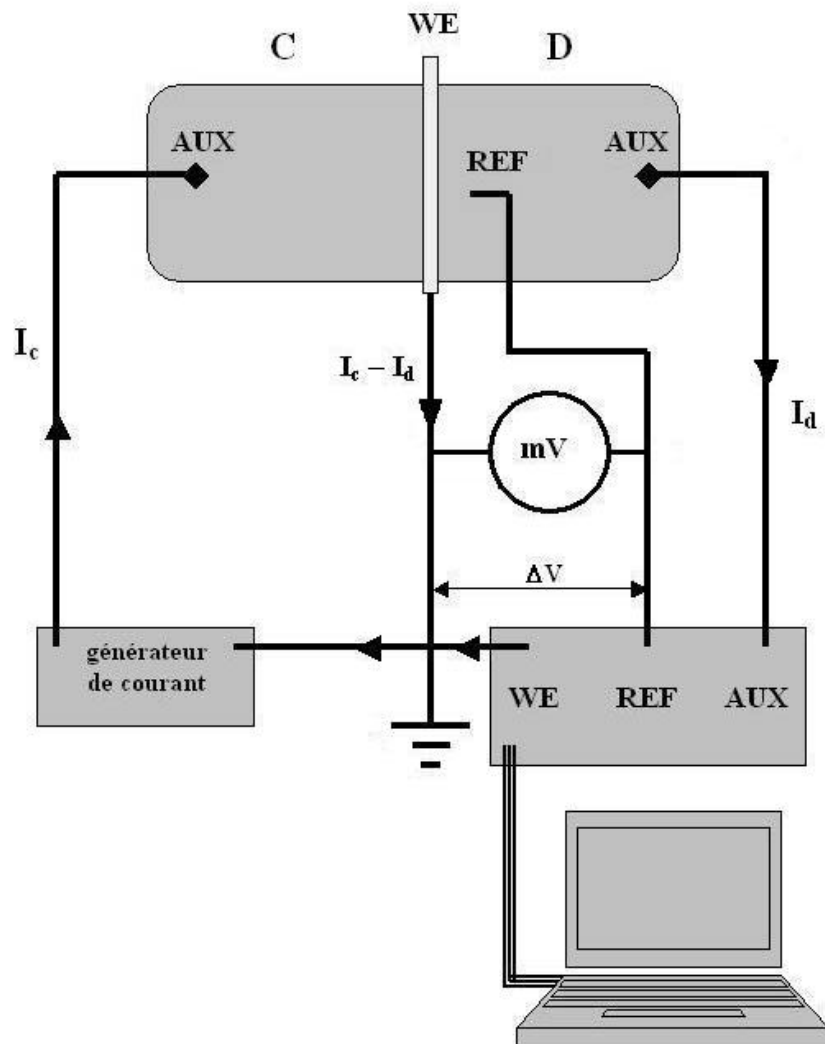 WE
C
D
AUX
REF
AUX
I_c
I_c – I_d
I_d
mV
ΔV
générateur
de courant
WE
REF
AUX